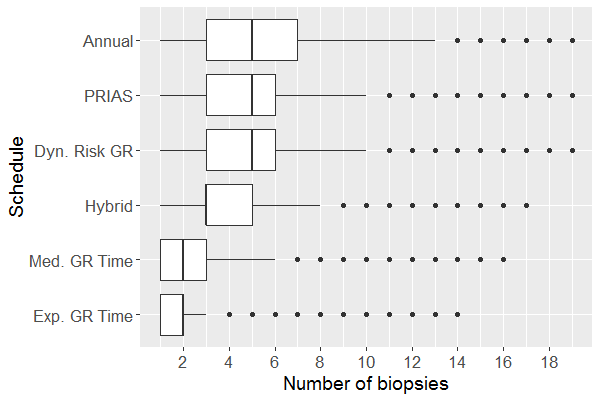 Annual
PRIAS
Dyn. Risk GR
Hybrid
Med. GR Time
Exp. GR Time
Schedule
2 4 6 8 10 12 14 16 18
Number of biopsies